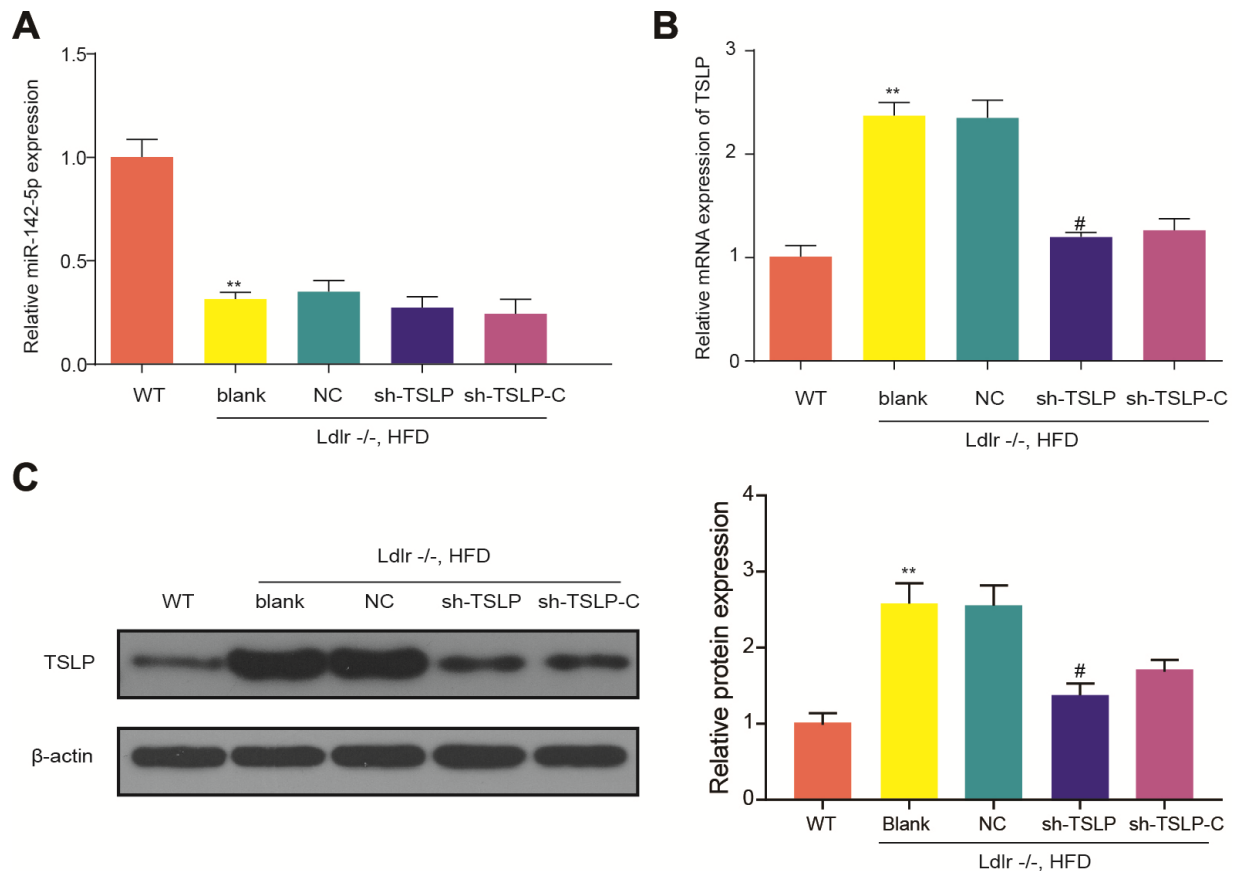 A
Relative miR-142-5p expression
1.5
1.0
0.5
0.0
**
WT blank NC sh-TSLP sh-TSLP-C
Ldlr -/-, HFD
B
Relative mRNA expression of TSLP
3
2
1
0
**
#
WT blank NC sh-TSLP sh-TSLP-C
Ldlr -/-, HFD
C
Ldlr -/-, HFD
WT blank NC sh-TSLP sh-TSLP-C
TSLP
β-actin
Relative protein expression
4
3
2
1
0
**
#
WT Blank NC sh-TSLP sh-TSLP-C
Ldlr -/-, HFD